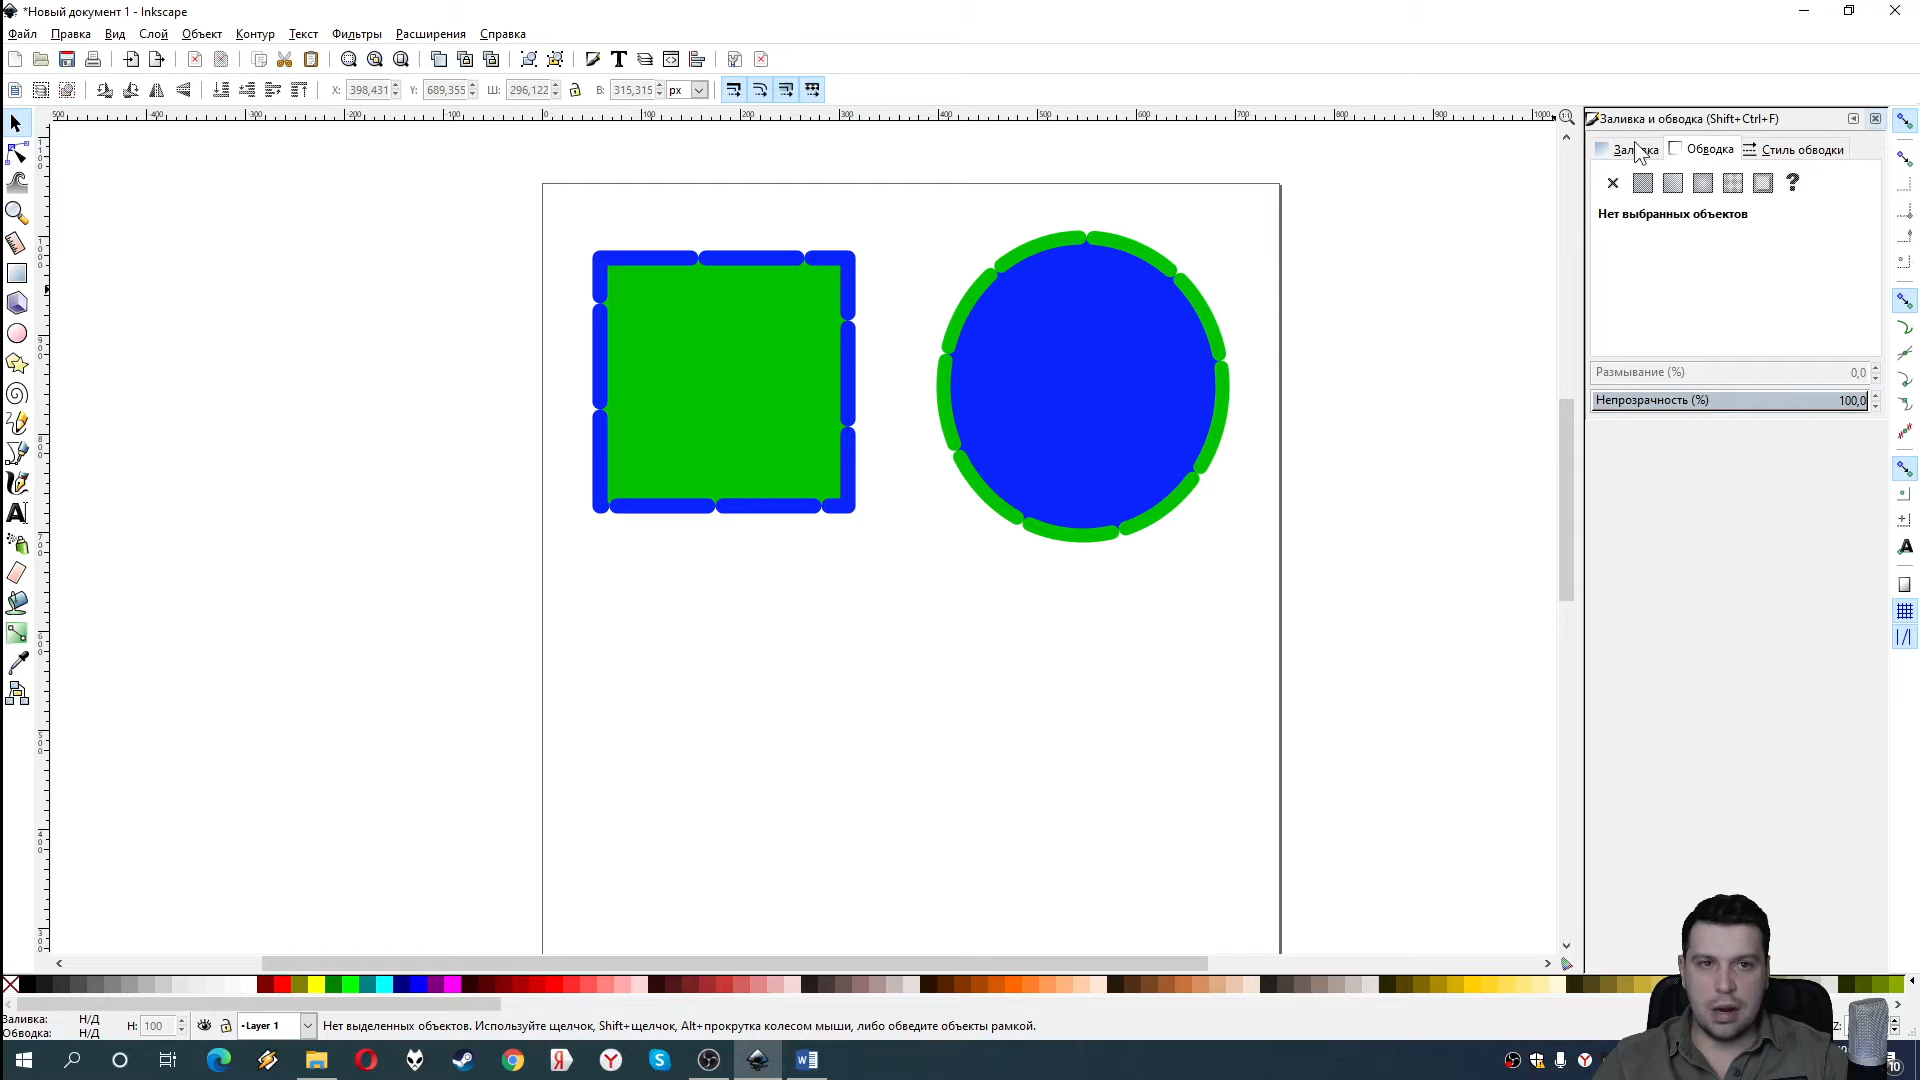 *Новый документ 1 - Inkscape
Файл Правка Вид Слой Объект Контур Текст Фильтры Расширения Справка
X: 398,431 Y: 689,355 Ш: 296,122 В: 315,315 px
Заливка и обводка (Shift+Ctrl+F)
Заливка Обводка Стиль обводки
Нет выбранных объектов
Размывание (%) 0,0
Непрозрачность (%) 100,0
Заливка: Н/Д
Обводка: Н/Д
Н: 100
•Layer 1
Нет выделенных объектов. Используйте щелчок, Shift+щелчок, Alt+прокрутка колесом мыши, либо обведите объекты рамкой.
Z: